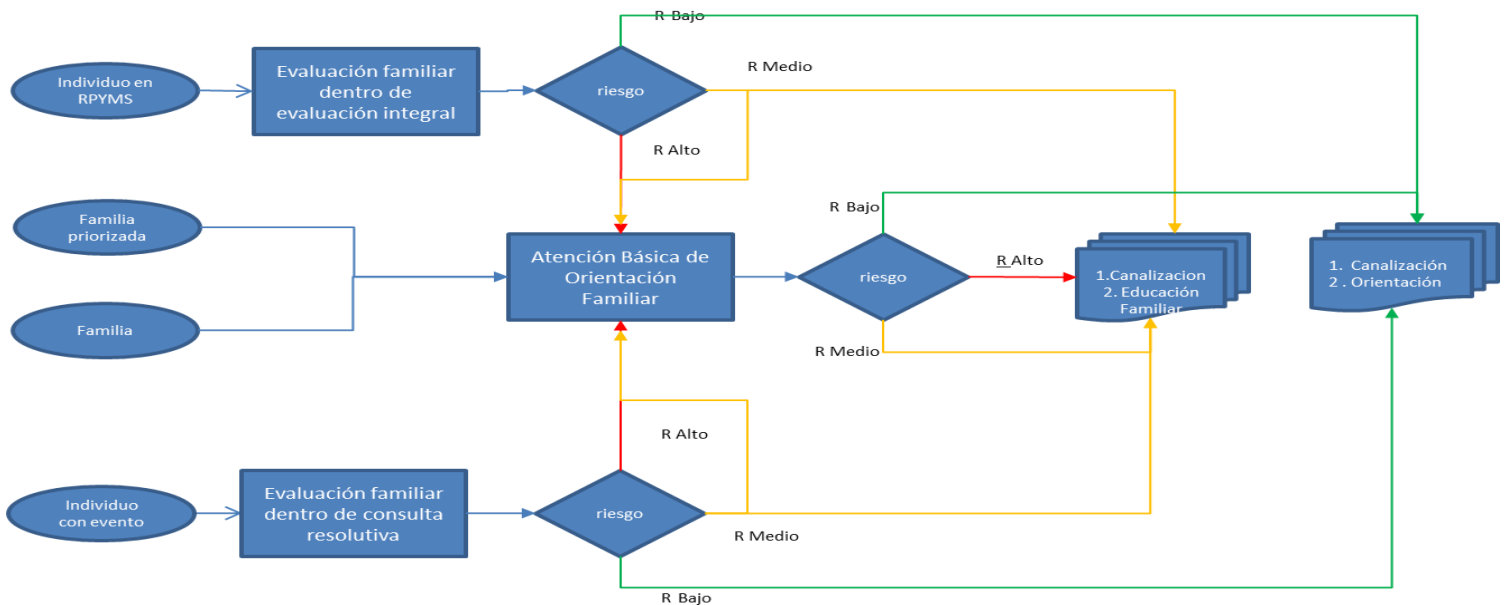 R Bajo
R Medio
Individuo en
RPYMS
Evaluación familiar
dentro de
evaluación integral
riesgo
R Alto
Familia
priorizada
R Bajo
Atención Básica de
Orientación
Familiar
riesgo
R Alto
1.Canalizacion
2. Educación
Familiar
1. Canalización
2 . Orientación
Familia
R Medio
R Alto
Individuo
con evento
Evaluación familiar
dentro de consulta
resolutiva
riesgo
R Medio
R Bajo